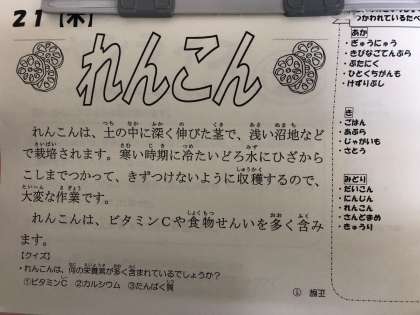 21 【木】
れんこん
れんこんは、土の中に深く伸びた茎で、浅い沼地など
で栽培されます。寒い時期に冷たいどろ水にひざから
こしまでつかって、きずつけないように収穫するので、
大変な作業です。
れんこんは、ビタミンCや食物せんいを多く含み
ます。
【クイズ】
・れんこんは、何の栄養素が多く含まれているでしょうか？
①ビタミンC ②カルシウム ③たんぱく質
つかわれているたべ
あか
・ぎゅうにゅう
・きびなごてんぷら
・ぶたにく
・ひとくちがんも
・けずりぶし
き
・ごはん
・あぶら
・じゃがいも
・さとう
みどり
・だいこん
・にんじん
・れんこん
・さんどまめ
・きゅうり